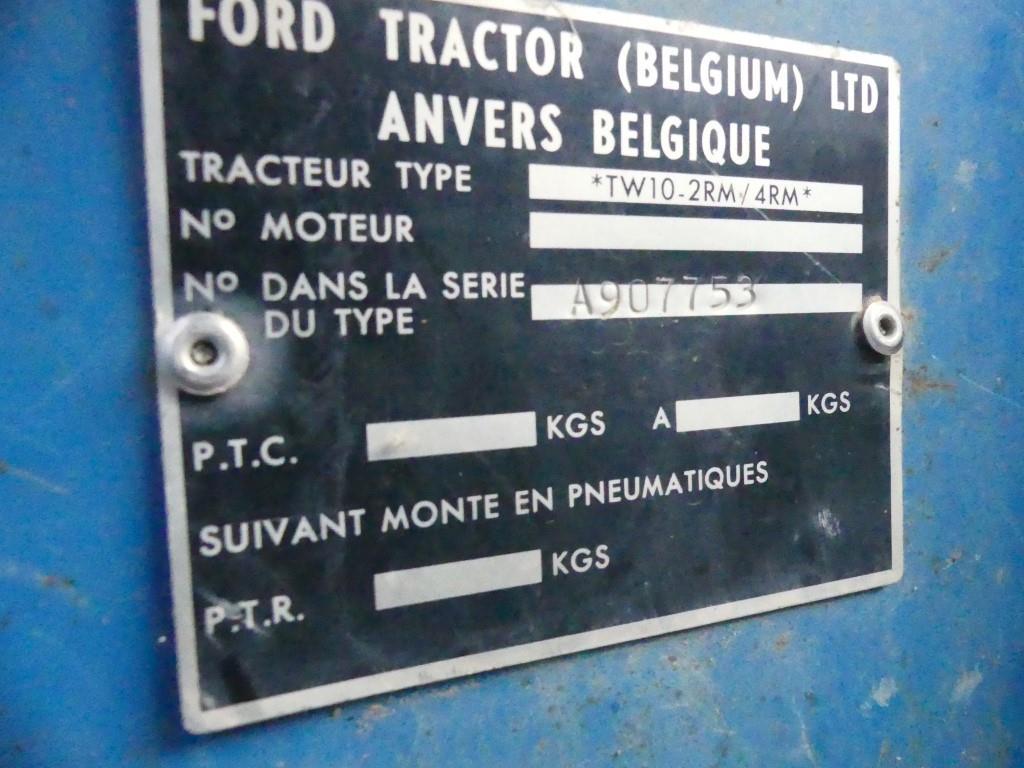 FORD TRACTOR (BELGIUM) LTD
ANVERS BELGIQUE
TRACTEUR TYPE *TW10-2RM/4RM*
Nº MOTEUR
Nº DANS LA SERIE
DU TYPE A907753
P.T.C. KGS A KGS
SUIVANT MONTE EN PNEUMATIQUES
P.T.R. KGS